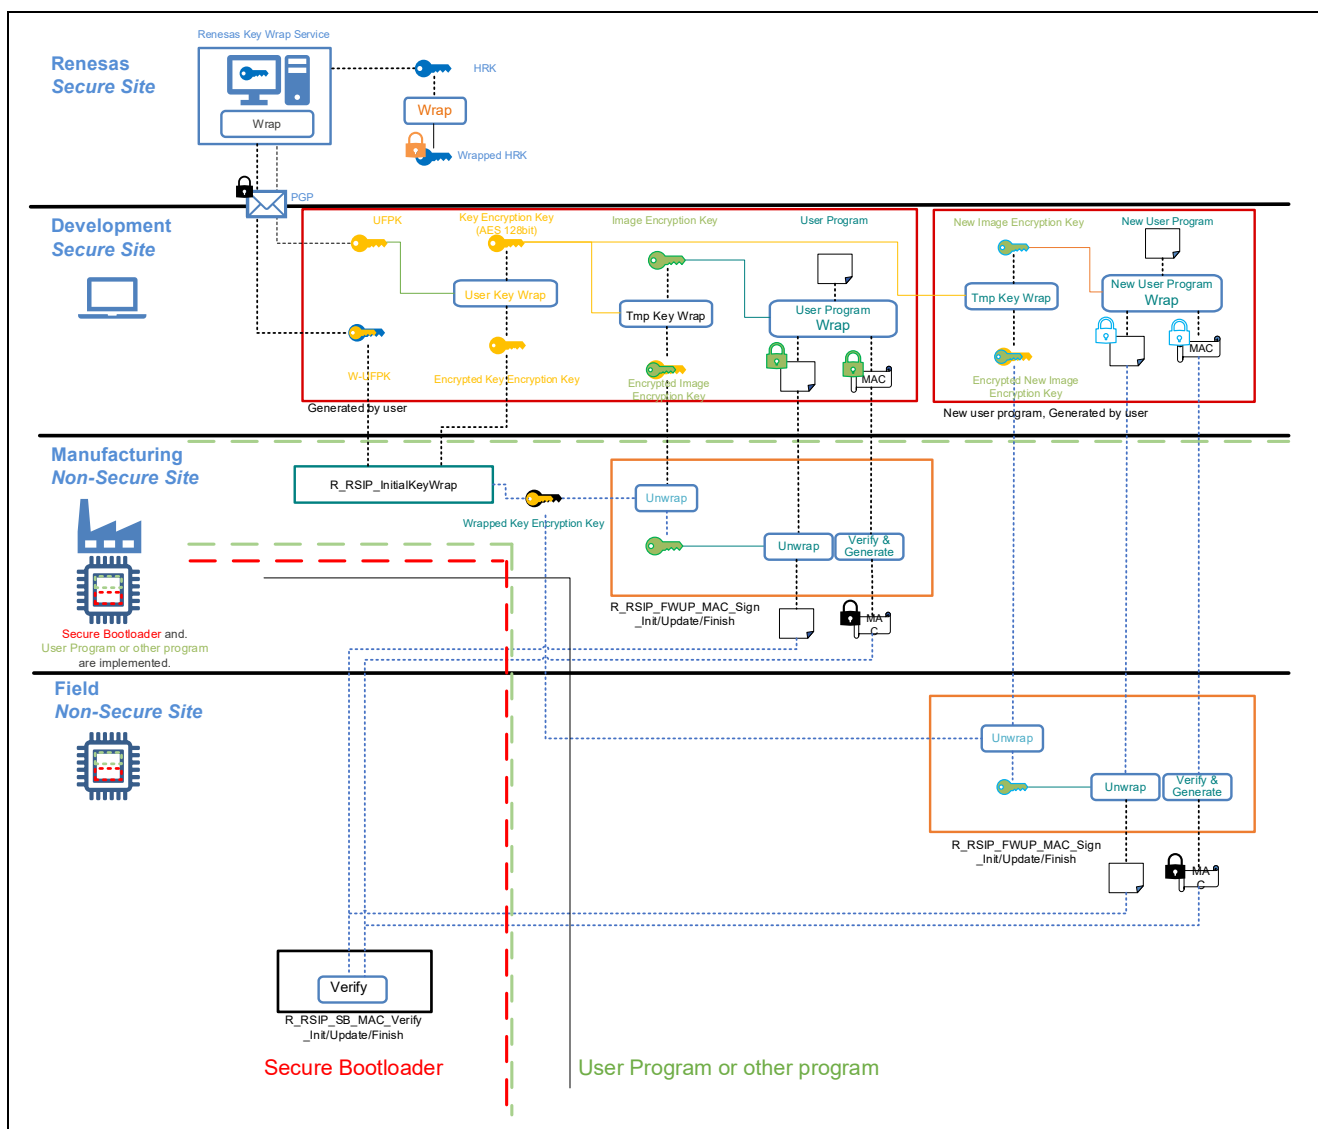 Renesas Key Wrap Service
Renesas
Secure Site
HRK
Wrap
Wrap
Wrapped HRK
PGP
Development
Secure Site
UFPK
Key Encryption Key
(AES 128bit)
Image Encryption Key
User Program
New Image Encryption Key
New User Program
User Key Wrap
Tmp Key Wrap
User Program
Wrap
Tmp Key Wrap
New User Program
Wrap
MAC
MAC
W-UFPK
Encrypted Key Encryption Key
Encrypted Image
Encryption Key
Encrypted New Image
Encryption Key
Generated by user
New user program, Generated by user
Manufacturing
Non-Secure Site
R_RSIP_InitialKeyWrap
Unwrap
Wrapped Key Encryption Key
Unwrap
Verify &
Generate
R_RSIP_FWUP_MAC_Sign
_Init/Update/Finish
MA
C
Secure Bootloader and.
User Program or other program
are implemented.
Field
Non-Secure Site
Unwrap
Unwrap
Verify &
Generate
R_RSIP_FWUP_MAC_Sign
_Init/Update/Finish
MA
C
Verify
R_RSIP_SB_MAC_Verify
_Init/Update/Finish
Secure Bootloader
User Program or other program